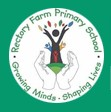 Rectory Farm Primary School
• Growing Minds - Shaping Lives •